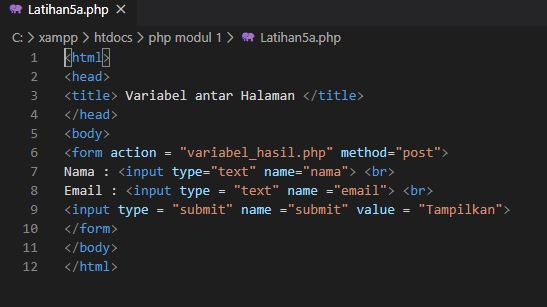 Latihan5a.php
C: > xampp > htdocs > php modul 1 > Latihan5a.php
1 <html>
2 <head>
3 <title> Variabel antar Halaman </title>
4 </head>
5 <body>
6 <form action = "variabel_hasil.php" method="post">
7 Nama : <input type="text" name="nama"> <br>
8 Email : <input type = "text" name ="email"> <br>
9 <input type = "submit" name ="submit" value = "Tampilkan">
10 </form>
11 </body>
12 </html>